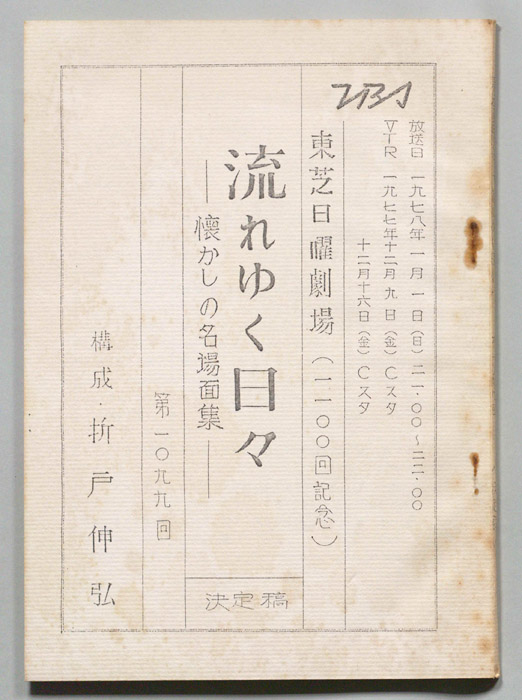 TBS
放送日 一九七八年 一月 一日(日)二一・〇〇〜二二・〇〇
VTR 一九七七年十二月 九 日(金)Cスタ
十二月十六日(金)Cスタ
東芝日曜劇場(一一〇〇回記念)
流れゆく日々
―懐かしの名場面集―
決定稿
第一〇九九回
構成・折戸伸弘